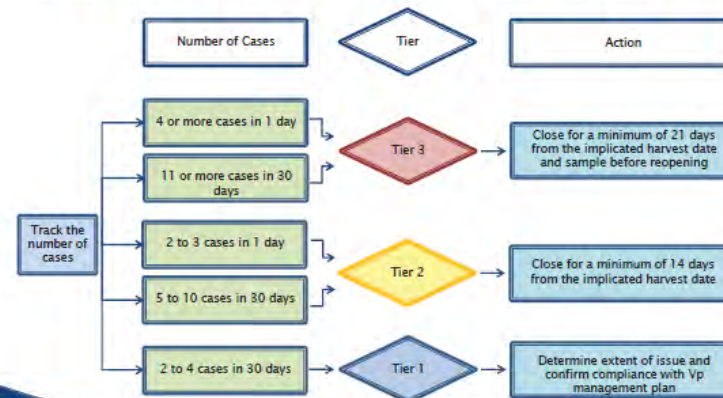 Number of Cases
Tier
Action
4 or more cases in 1 day
11 or more cases in 30
days
Tier 3
Close for a minimum of 21 days
from the implicated harvest date
and sample before reopening
Track the
number of
cases
2 to 3 cases in 1 day
5 to 10 cases in 30 days
Tier 2
Close for a minimum of 14 days
from the implicated harvest date
2 to 4 cases in 30 days
Tier 1
Determine extent of issue and
confirm compliance with Vp
management plan